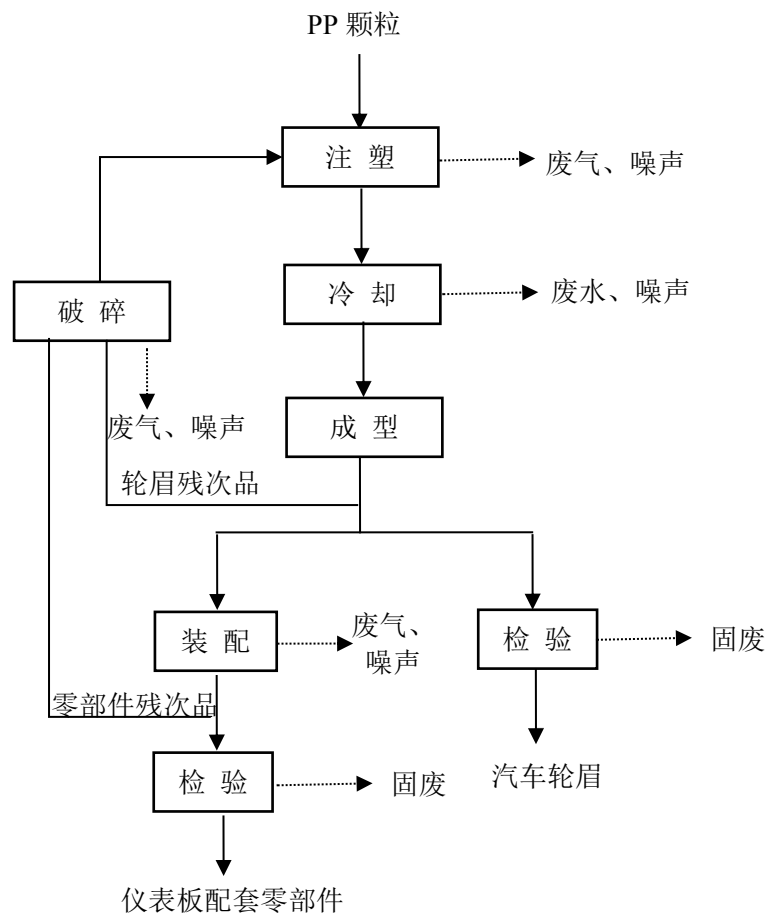 PP 颗粒
注 塑
废气、噪声
冷 却
废水、噪声
破 碎
成 型
废气、噪声
轮眉残次品
装 配
废气、
噪声
检 验
固废
零部件残次品
检 验
固废
汽车轮眉
仪表板配套零部件